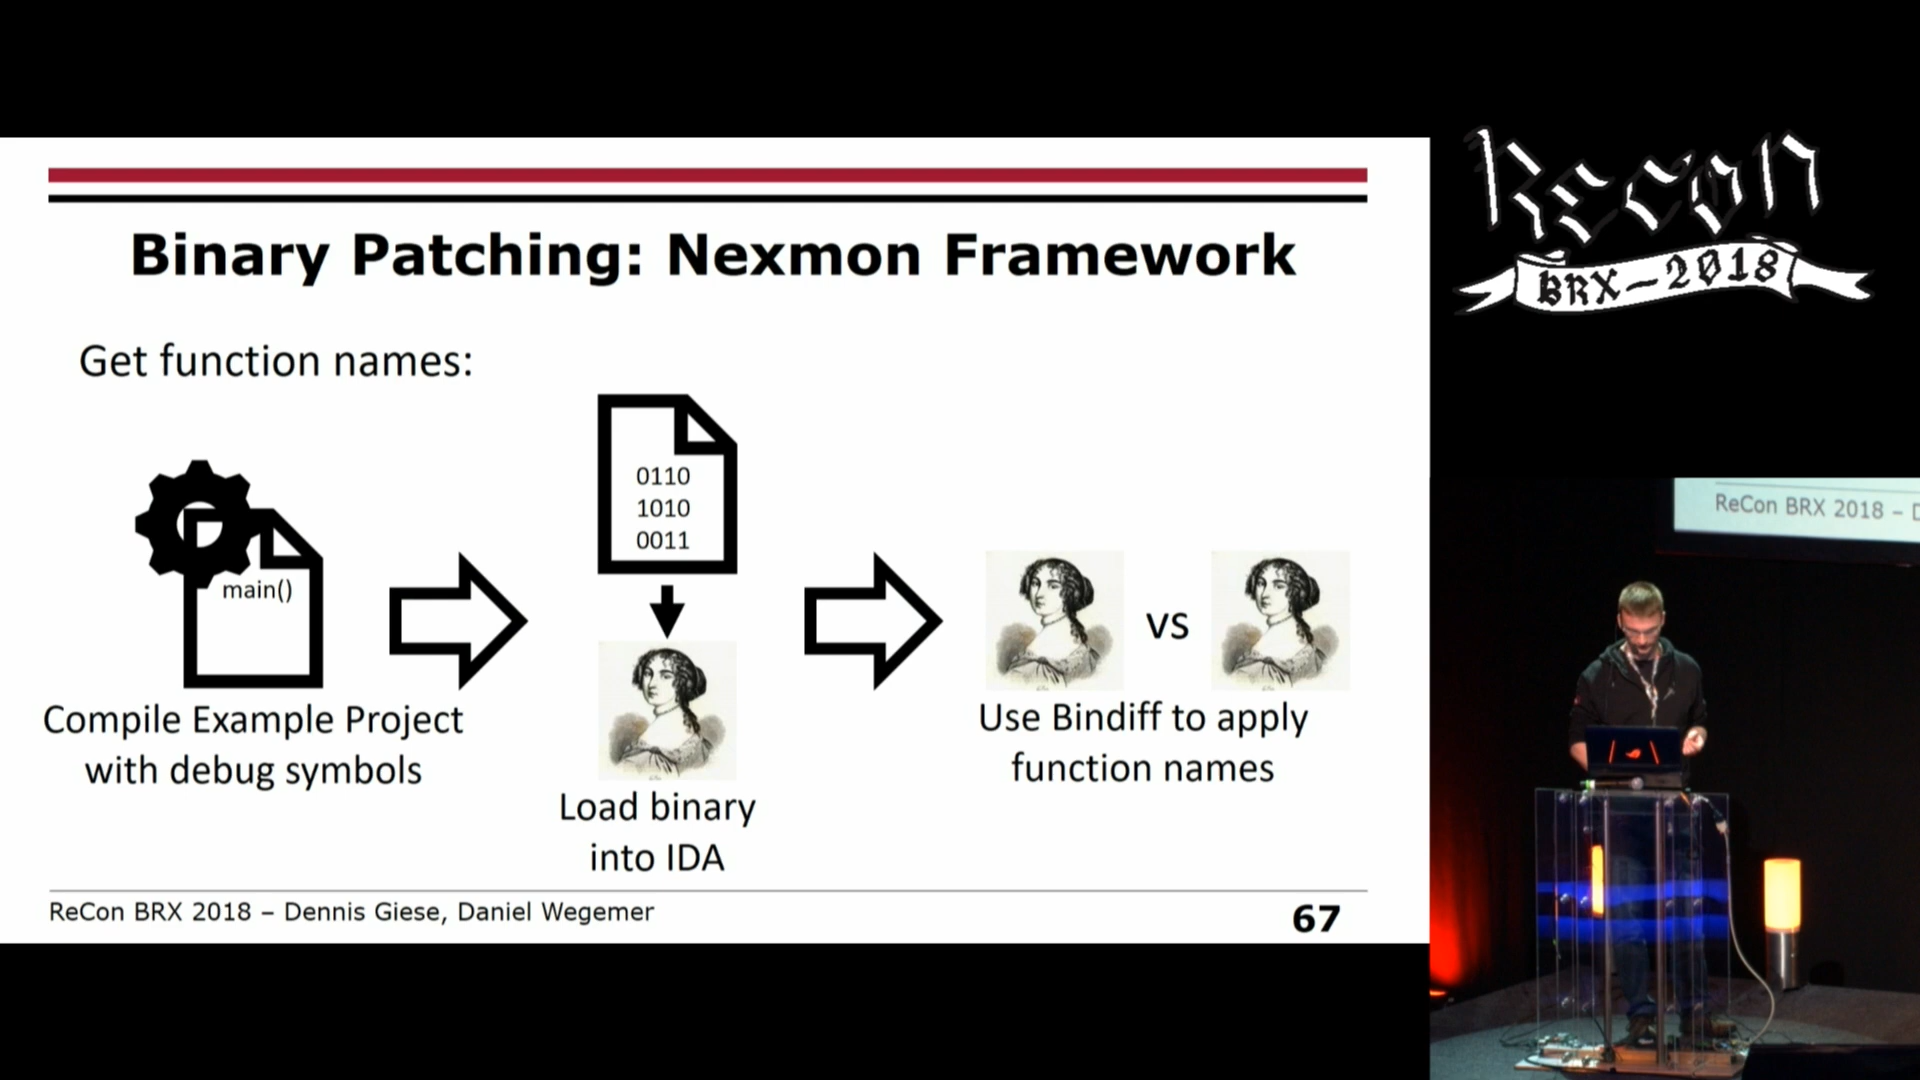 Binary Patching: Nexmon Framework
Get function names:
0110
1010
0011
main()
vs
Compile Example Project
with debug symbols
Load binary
into IDA
Use Bindiff to apply
function names
ReCon BRX 2018 – Dennis Giese, Daniel Wegemer
67
Recon
BRX-2018
ReCon BRX 2018 –